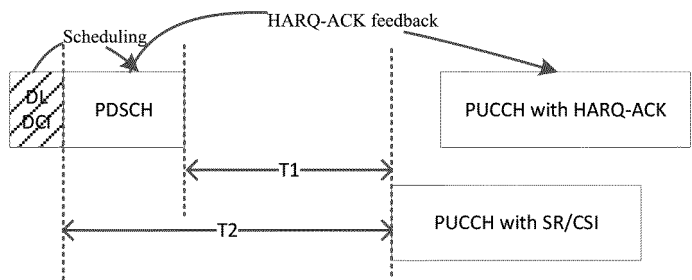 HARQ-ACK feedback
Scheduling
DL
DCI
PDSCH
PUCCH with HARQ-ACK
T1
PUCCH with SR/CSI
T2